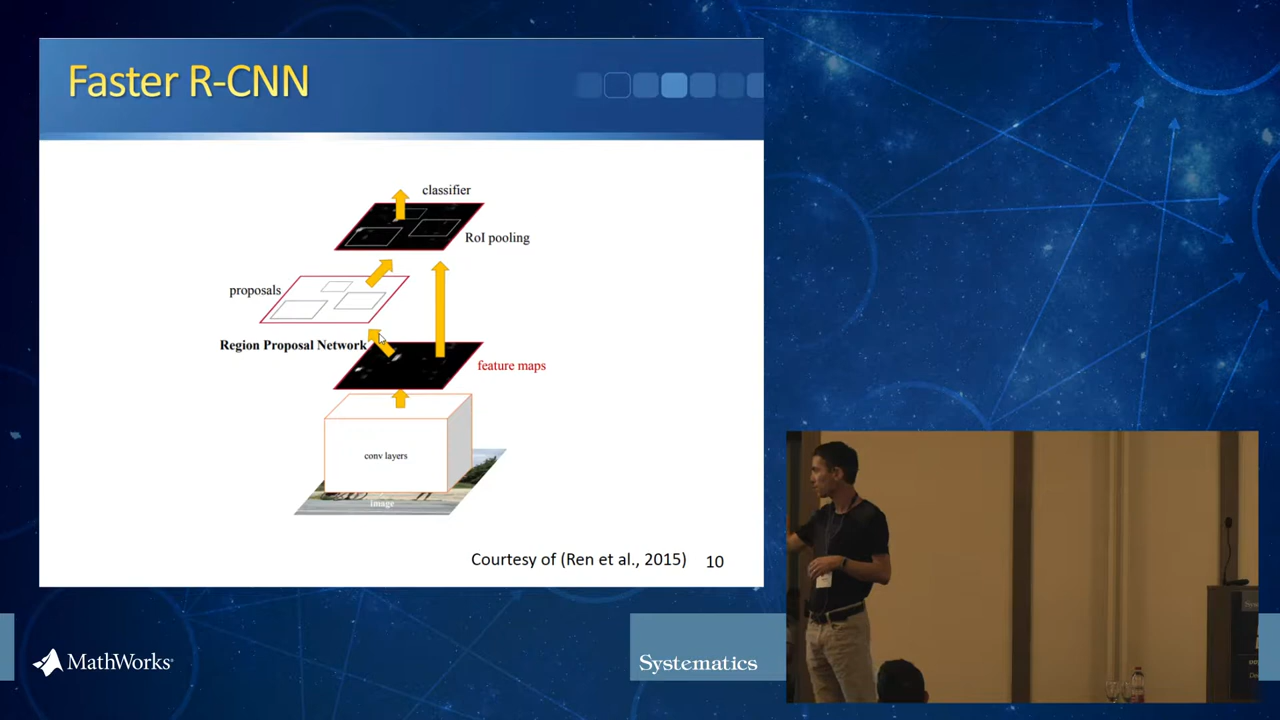 Faster R-CNN
classifier
RoI pooling
proposals
Region Proposal Network
feature maps
conv layers
image
Courtesy of (Ren et al., 2015)
10
MathWorks
Systematics